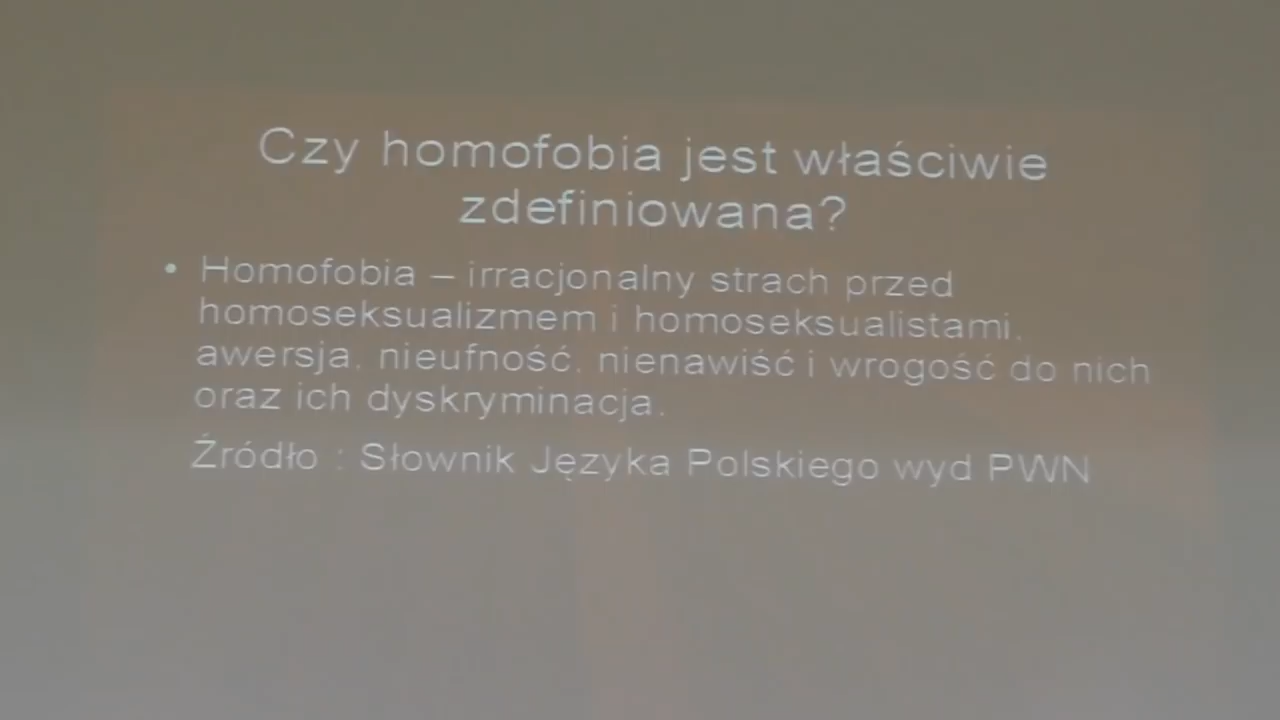 Czy homofobia jest właściwie
zdefiniowana?
• Homofobia – irracjonalny strach przed
homoseksualizmem i homoseksualistami,
awersja, nieufność, nienawiść i wrogość do nich
oraz ich dyskryminacja.
Źródło : Słownik Języka Polskiego wyd PWN